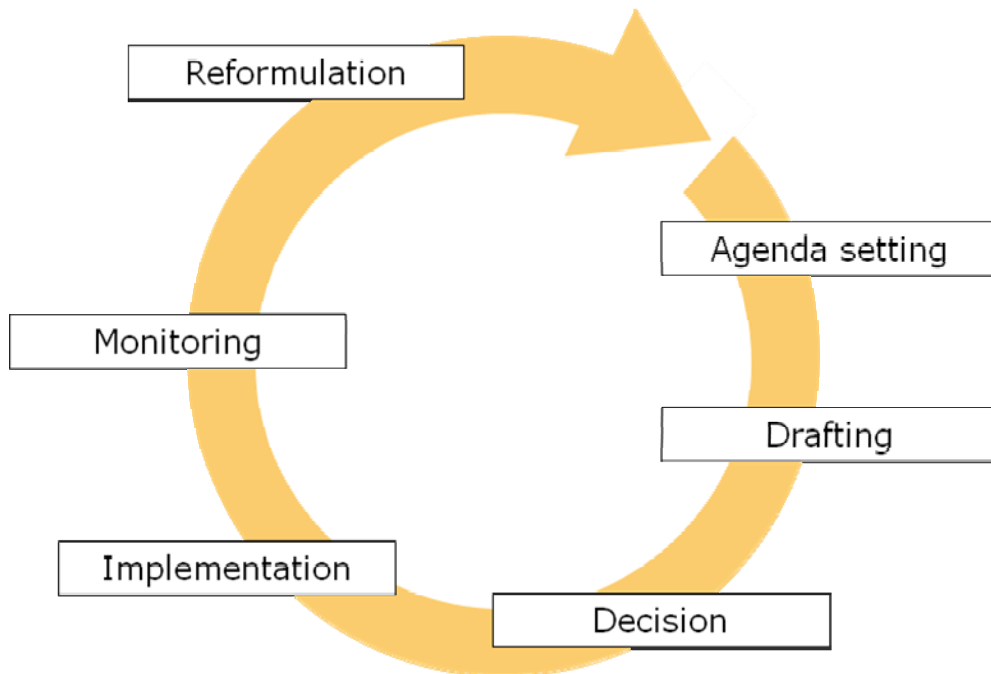 Reformulation
Agenda setting
Monitoring
Drafting
Implementation
Decision